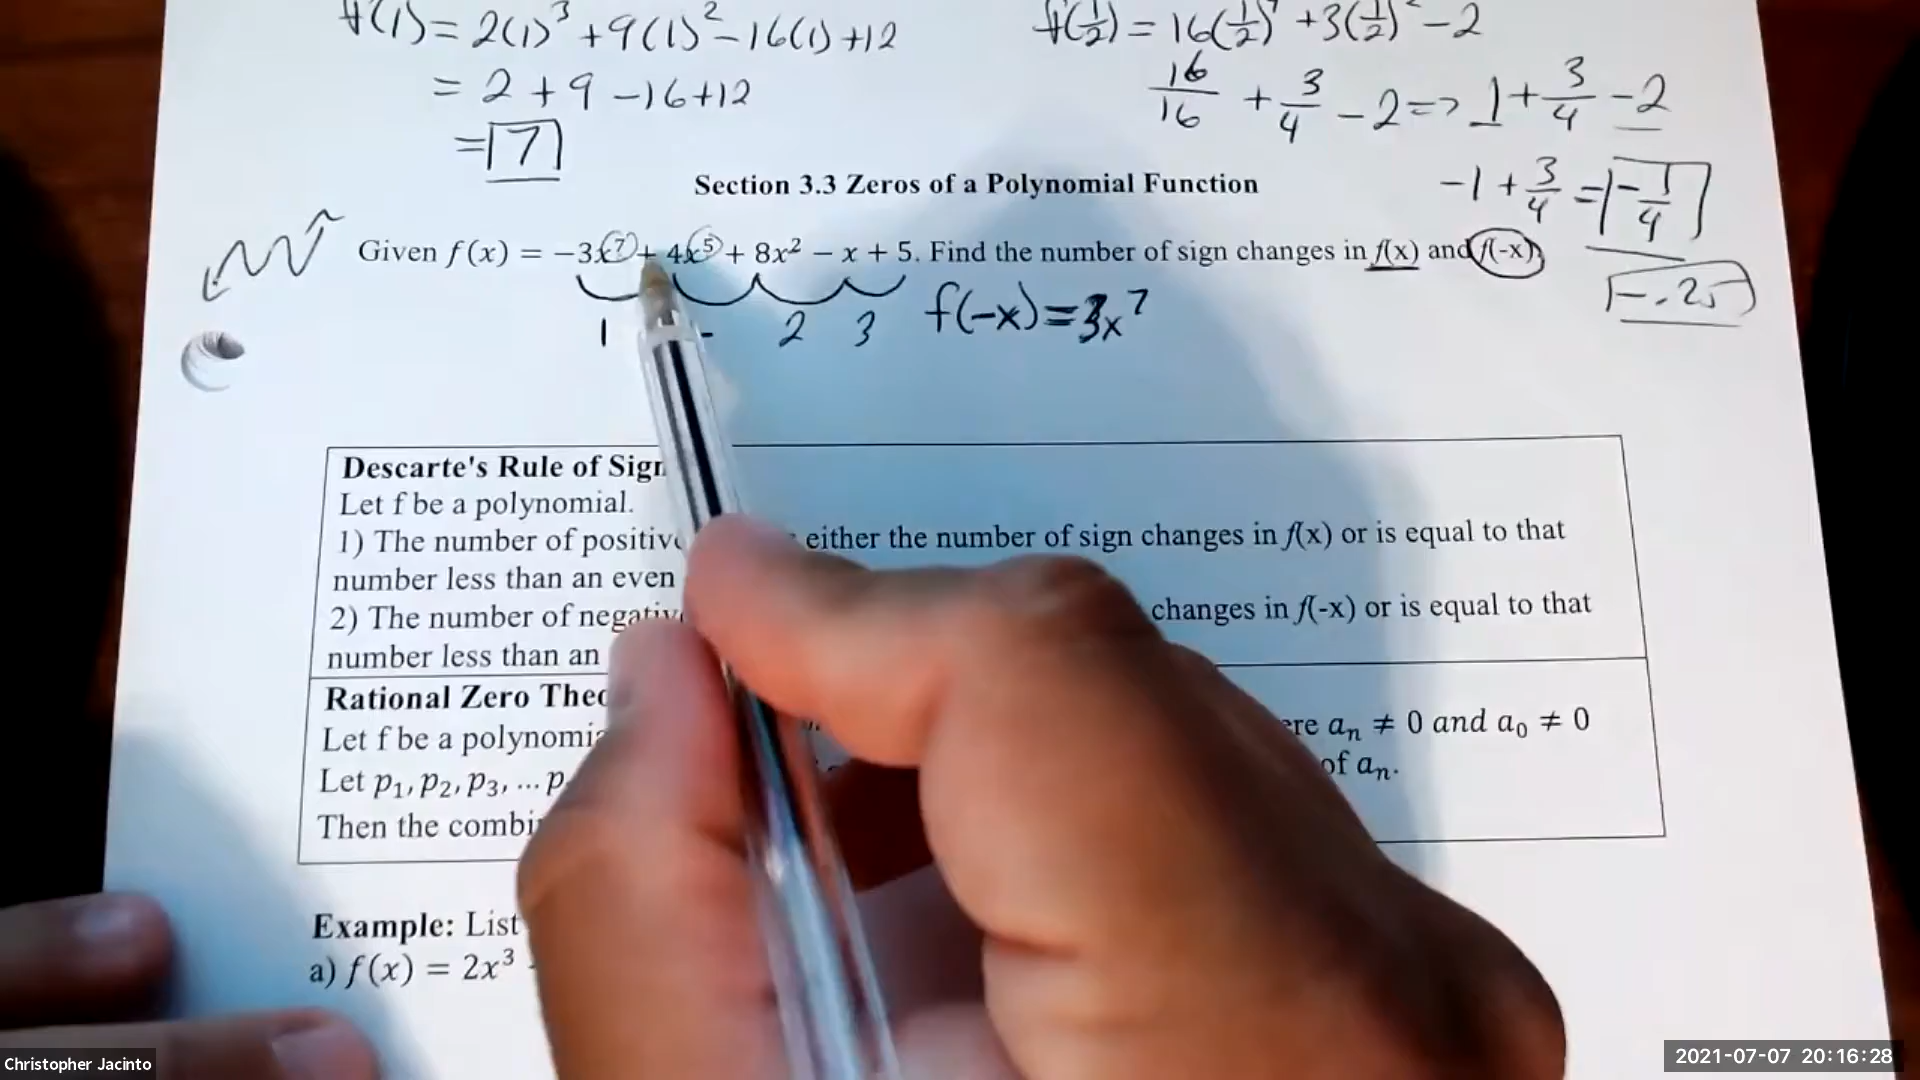 f(1) = 2(1)³ + 9(1)² - 16(1) + 12
= 2 + 9 - 16 + 12
= 7
f(1/2) = 16(1/2) + 3(1/2) - 2
16/16 + 3/4 - 2 => 1 + 3/4 - 2
-1 + 3/4 = -1/4
-.25
Section 3.3 Zeros of a Polynomial Function
Given f(x) = −3x⁷ + 4x⁵ + 8x² − x + 5. Find the number of sign changes in f(x) and f(-x).
1 - 2 3 f(-x) = 3x⁷
Descarte's Rule of Sign
Let f be a polynomial.
1) The number of positive either the number of sign changes in f(x) or is equal to that
number less than an even
2) The number of negative changes in f(-x) or is equal to that
number less than an
Rational Zero
Let f be a aₙ ≠ 0 and a₀ ≠ 0
Let p₁, p₂, p₃, … of aₙ.
Then the
Example: List
a) f(x) = 2x³
Christopher Jacinto
2021-07-07 20:16:28